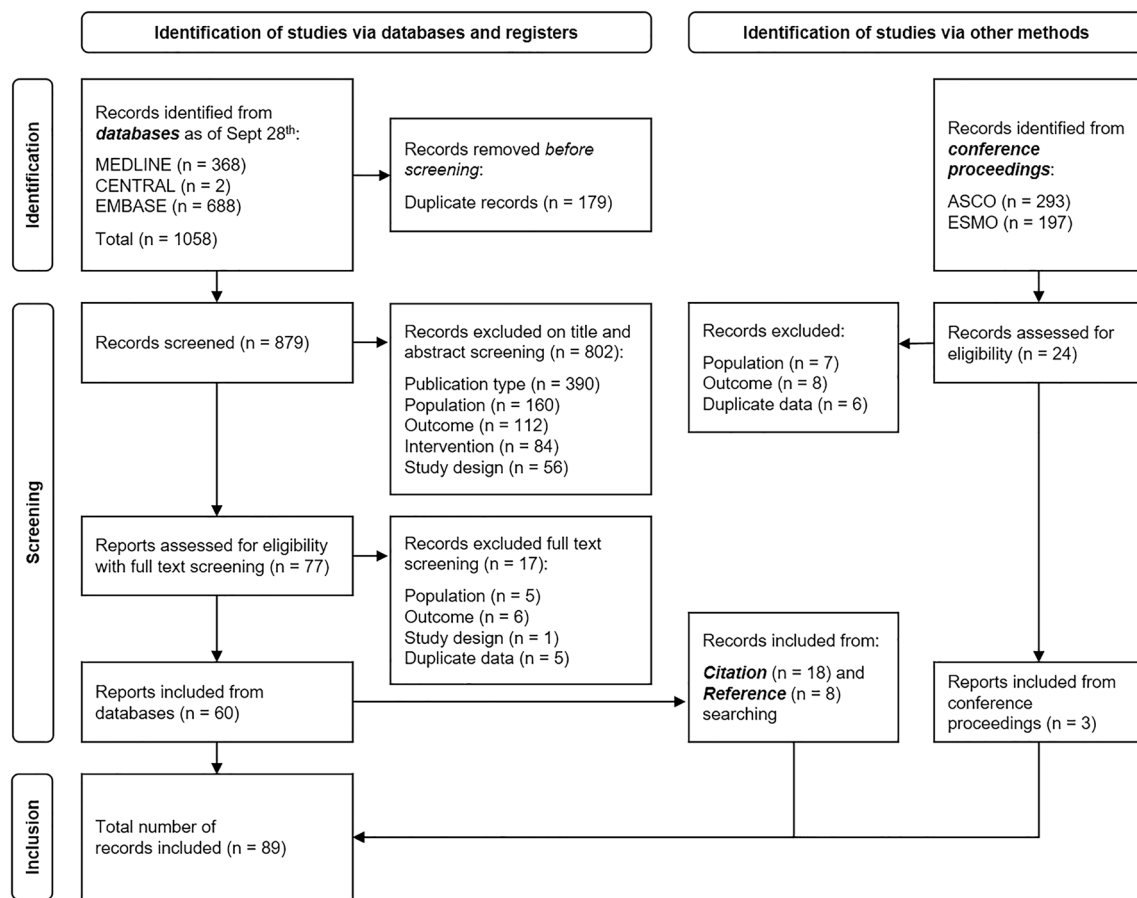 Identification of studies via databases and registers
Identification of studies via other methods
Identification
Records identified from
databases as of Sept 28th:
MEDLINE (n = 368)
CENTRAL (n = 2)
EMBASE (n = 688)
Total (n = 1058)
Records removed before
screening:
Duplicate records (n = 179)
Records identified from
conference
proceedings:
ASCO (n = 293)
ESMO (n = 197)
Screening
Records screened (n = 879)
Records excluded on title and
abstract screening (n = 802):
Publication type (n = 390)
Population (n = 160)
Outcome (n = 112)
Intervention (n = 84)
Study design (n = 56)
Records excluded:
Population (n = 7)
Outcome (n = 8)
Duplicate data (n = 6)
Records assessed for
eligibility (n = 24)
Reports assessed for eligibility
with full text screening (n = 77)
Records excluded full text
screening (n = 17):
Population (n = 5)
Outcome (n = 6)
Study design (n = 1)
Duplicate data (n = 5)
Reports included from
databases (n = 60)
Records included from:
Citation (n = 18) and
Reference (n = 8)
searching
Reports included from
conference
proceedings (n = 3)
Inclusion
Total number of
records included (n = 89)